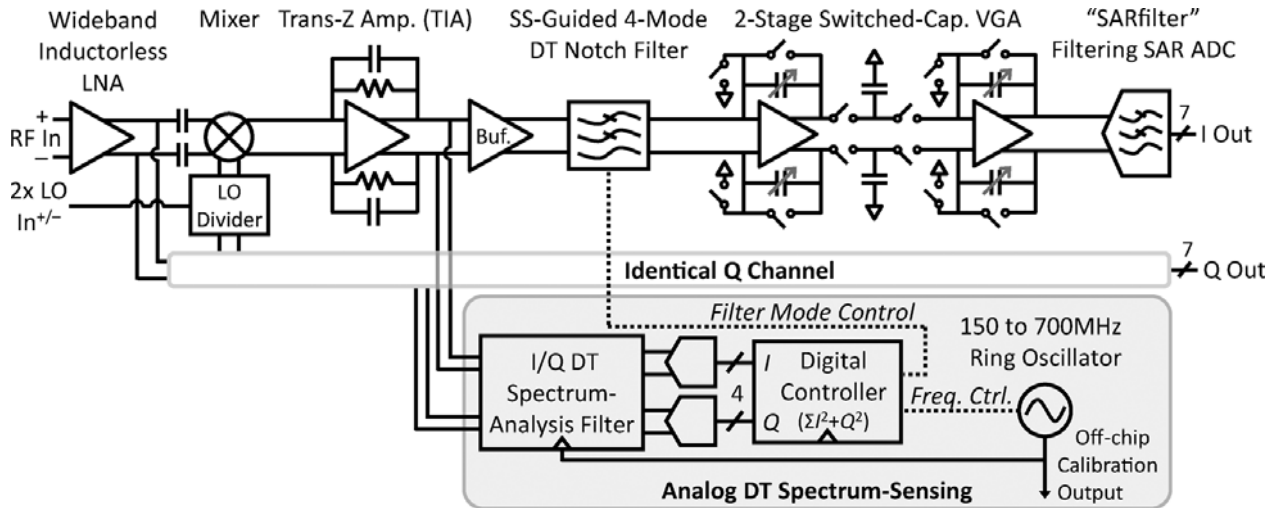 Wideband
Inductorless
LNA
Mixer
Trans-Z Amp. (TIA)
SS-Guided 4-Mode
DT Notch Filter
2-Stage Switched-Cap. VGA
“SARfilter”
Filtering SAR ADC
+
RF In
−
Buf.
7
I Out
2x LO
In+/−
LO
Divider
Identical Q Channel
7
Q Out
Filter Mode Control
150 to 700MHz
Ring Oscillator
I/Q DT
Spectrum-
Analysis Filter
4
I
Q
Digital
Controller
(ΣI²+Q²)
Freq. Ctrl.
Off-chip
Calibration
Output
Analog DT Spectrum-Sensing